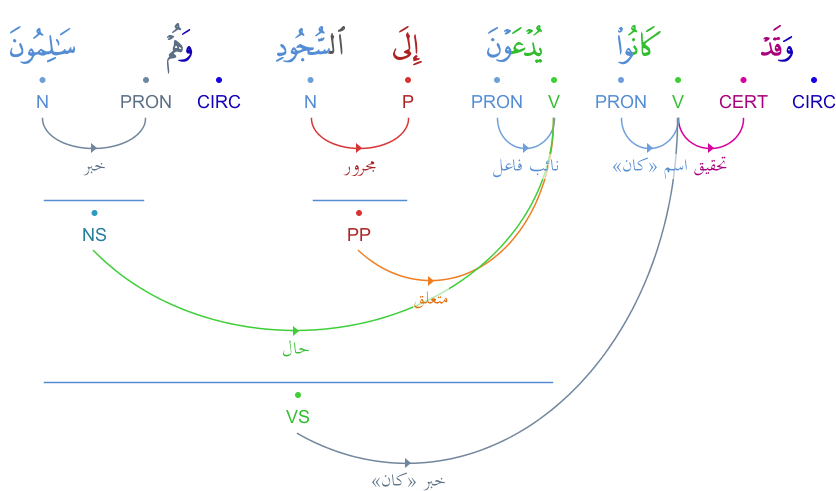 وَقَدْ كَانُوا۟ يُدْعَوْنَ إِلَى ٱلسُّجُودِ وَهُمْ سَـٰلِمُونَ
N PRON CIRC N P PRON V PRON V CERT CIRC
خبر مجرور نائب فاعل اسم «كان» تحقيق
NS PP
متعلق
حال
VS
خبر «كان»